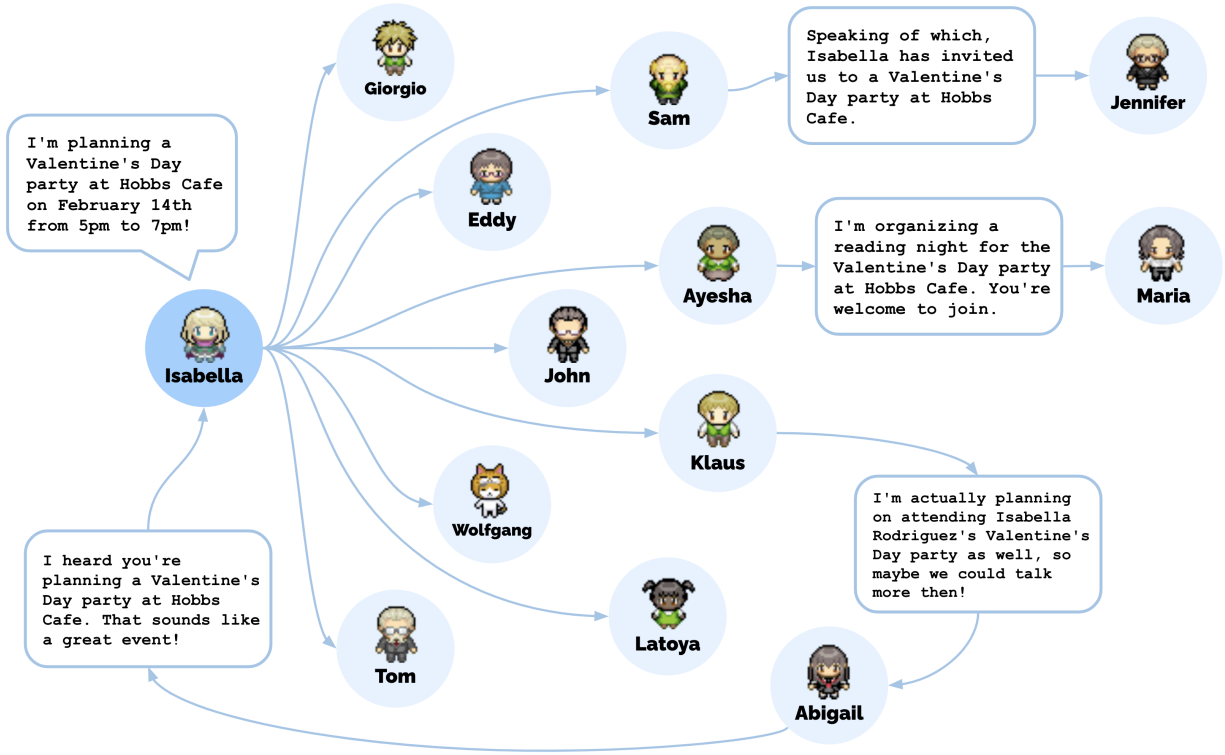 Giorgio
Sam
Speaking of which,
Isabella has invited
us to a Valentine's
Day party at Hobbs
Cafe.
Jennifer
I'm planning a
Valentine's Day
party at Hobbs Cafe
on February 14th
from 5pm to 7pm!
Eddy
Ayesha
I'm organizing a
reading night for the
Valentine's Day party
at Hobbs Cafe. You're
welcome to join.
Maria
Isabella
John
Klaus
Wolfgang
I'm actually planning
on attending Isabella
Rodriguez's Valentine's
Day party as well, so
maybe we could talk
more then!
I heard you're
planning a Valentine's
Day party at Hobbs
Cafe. That sounds like
a great event!
Latoya
Tom
Abigail